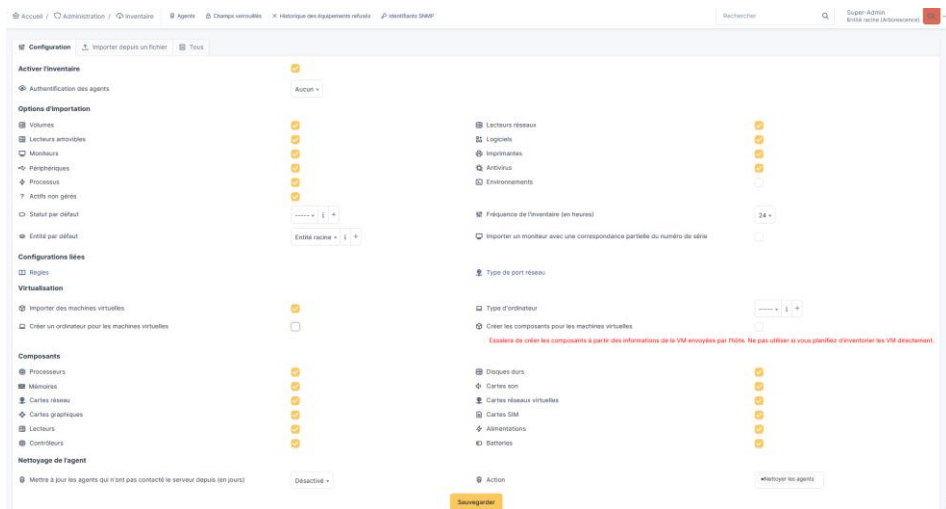 Accueil / Administration / Inventaire Agents Champs verrouillés Historique des équipements refusés Identifiants SNMP Rechercher Super-Admin
Entité racine (Arborescence)
Configuration Importer depuis un fichier Tous
Activer l'inventaire
Authentification des agents Aucun
Options d'importation
Volumes Lecteurs réseaux
Lecteurs amovibles Logiciels
Moniteurs Imprimantes
Périphériques Antivirus
Processus Environnements
? Actifs non gérés
Statut par défaut ----- i + Fréquence de l'inventaire (en heures) 24
Entité par défaut Entité racine i + Importer un moniteur avec une correspondance partielle du numéro de série
Configurations liées
Règles Type de port réseau
Virtualisation
Importer des machines virtuelles Type d'ordinateur ----- i +
Créer un ordinateur pour les machines virtuelles Créer les composants pour les machines virtuelles
Essaiera de créer les composants à partir des informations de le VM envoyées par l'hôte. Ne pas utiliser si vous planifiez d'inventorier les VM directement.
Composants
Processeurs Disques durs
Mémoires Cartes son
Cartes réseau Cartes réseaux virtuelles
Cartes graphiques Cartes SIM
Lecteurs Alimentations
Contrôleurs Batteries
Nettoyage de l'agent
Mettre à jour les agents qui n'ont pas contacté le serveur depuis (en jours) Désactivé Action Nettoyer les agents
Sauvegarder